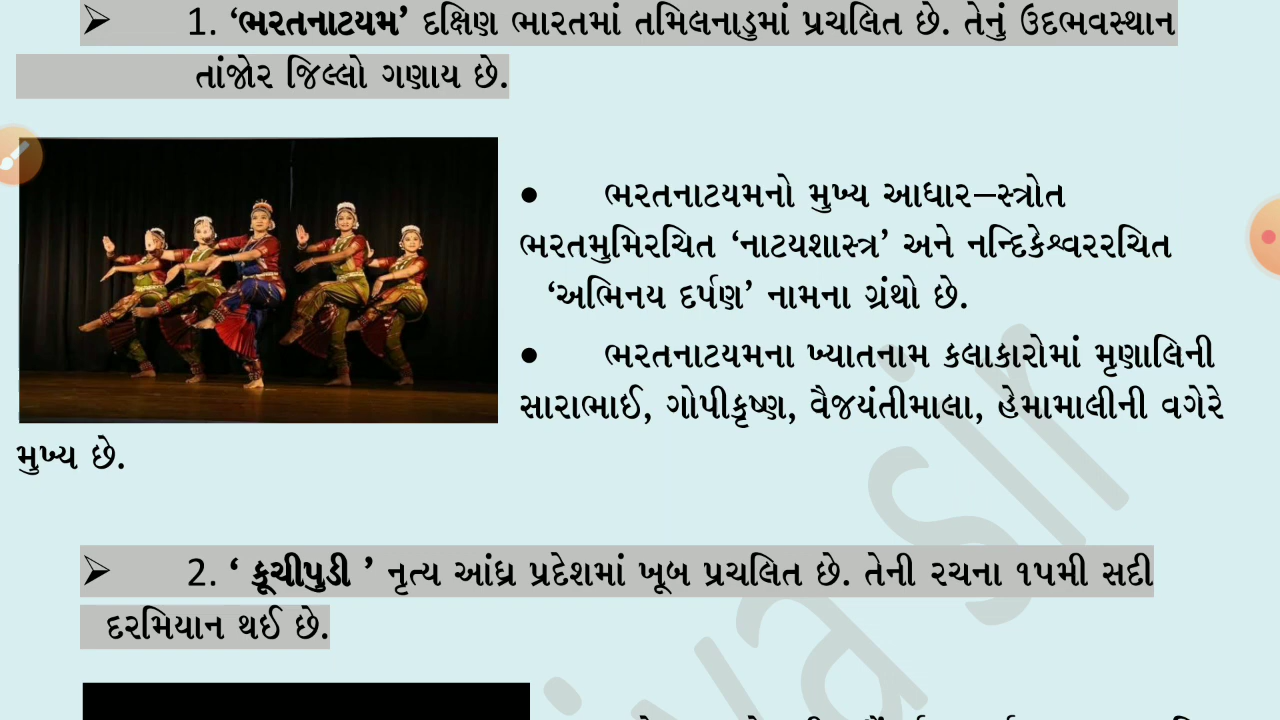 ➢ 1. ‘ભરતનાટયમ’ દક્ષિણ ભારતમાં તમિલનાડુમાં પ્રચલિત છે. તેનું ઉદભવસ્થાન
તાંજોર જિલ્લો ગણાય છે.
● ભરતનાટયમનો મુખ્ય આધાર–સ્ત્રોત
ભરતમુમિરચિત ‘નાટયશાસ્ત્ર’ અને નન્દિકેશ્વરરચિત
‘અભિનય દર્પણ’ નામના ગ્રંથો છે.
● ભરતનાટયમના ખ્યાતનામ કલાકારોમાં મૃણાલિની
સારાભાઈ, ગોપીકૃષ્ણ, વૈજયંતીમાલા, હેમામાલીની વગેરે
મુખ્ય છે.
➢ 2. ‘ કૂચીપુડી ’ નૃત્ય આંધ્ર પ્રદેશમાં ખૂબ પ્રચલિત છે. તેની રચના ૧૫મી સદી
દરમિયાન થઈ છે.